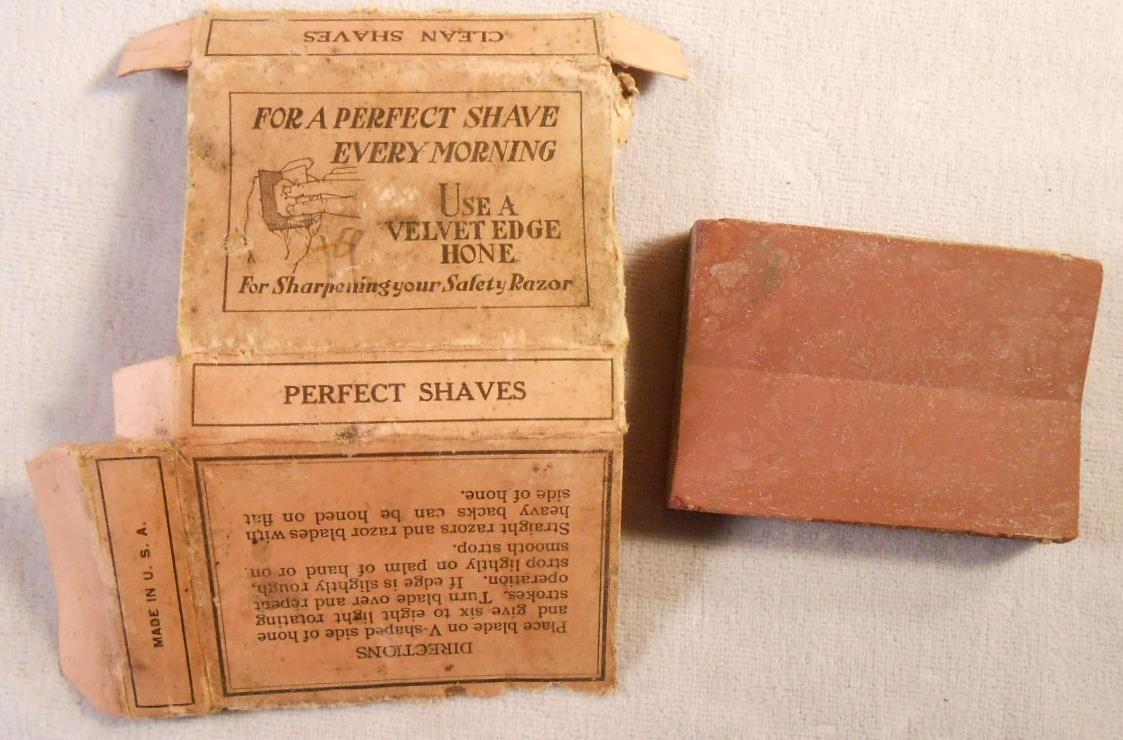 CLEAN SHAVES
FOR A PERFECT SHAVE
EVERY MORNING
USE A
VELVET EDGE
HONE
For Sharpening your Safety Razor
PERFECT SHAVES
MADE IN U. S. A.
DIRECTIONS
Place blade on V-shaped side of hone
and give six to eight light rotating
strokes. Turn blade over and repeat
operation. If edge is slightly rough,
strop lightly on palm of hand or on
smooth strop.
Straight razors and razor blades with
heavy backs can be honed on flat
side of hone.